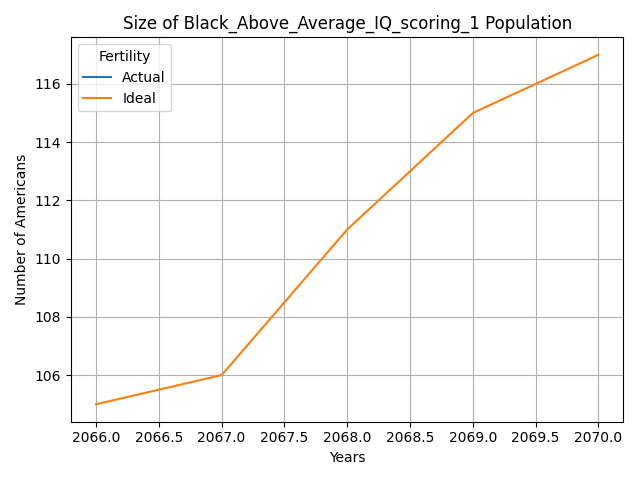 Size of Black_Above_Average_IQ_scoring_1 Population
Fertility
Actual
Ideal
116
114
112
110
108
106
Number of Americans
2066.0 2066.5 2067.0 2067.5 2068.0 2068.5 2069.0 2069.5 2070.0
Years